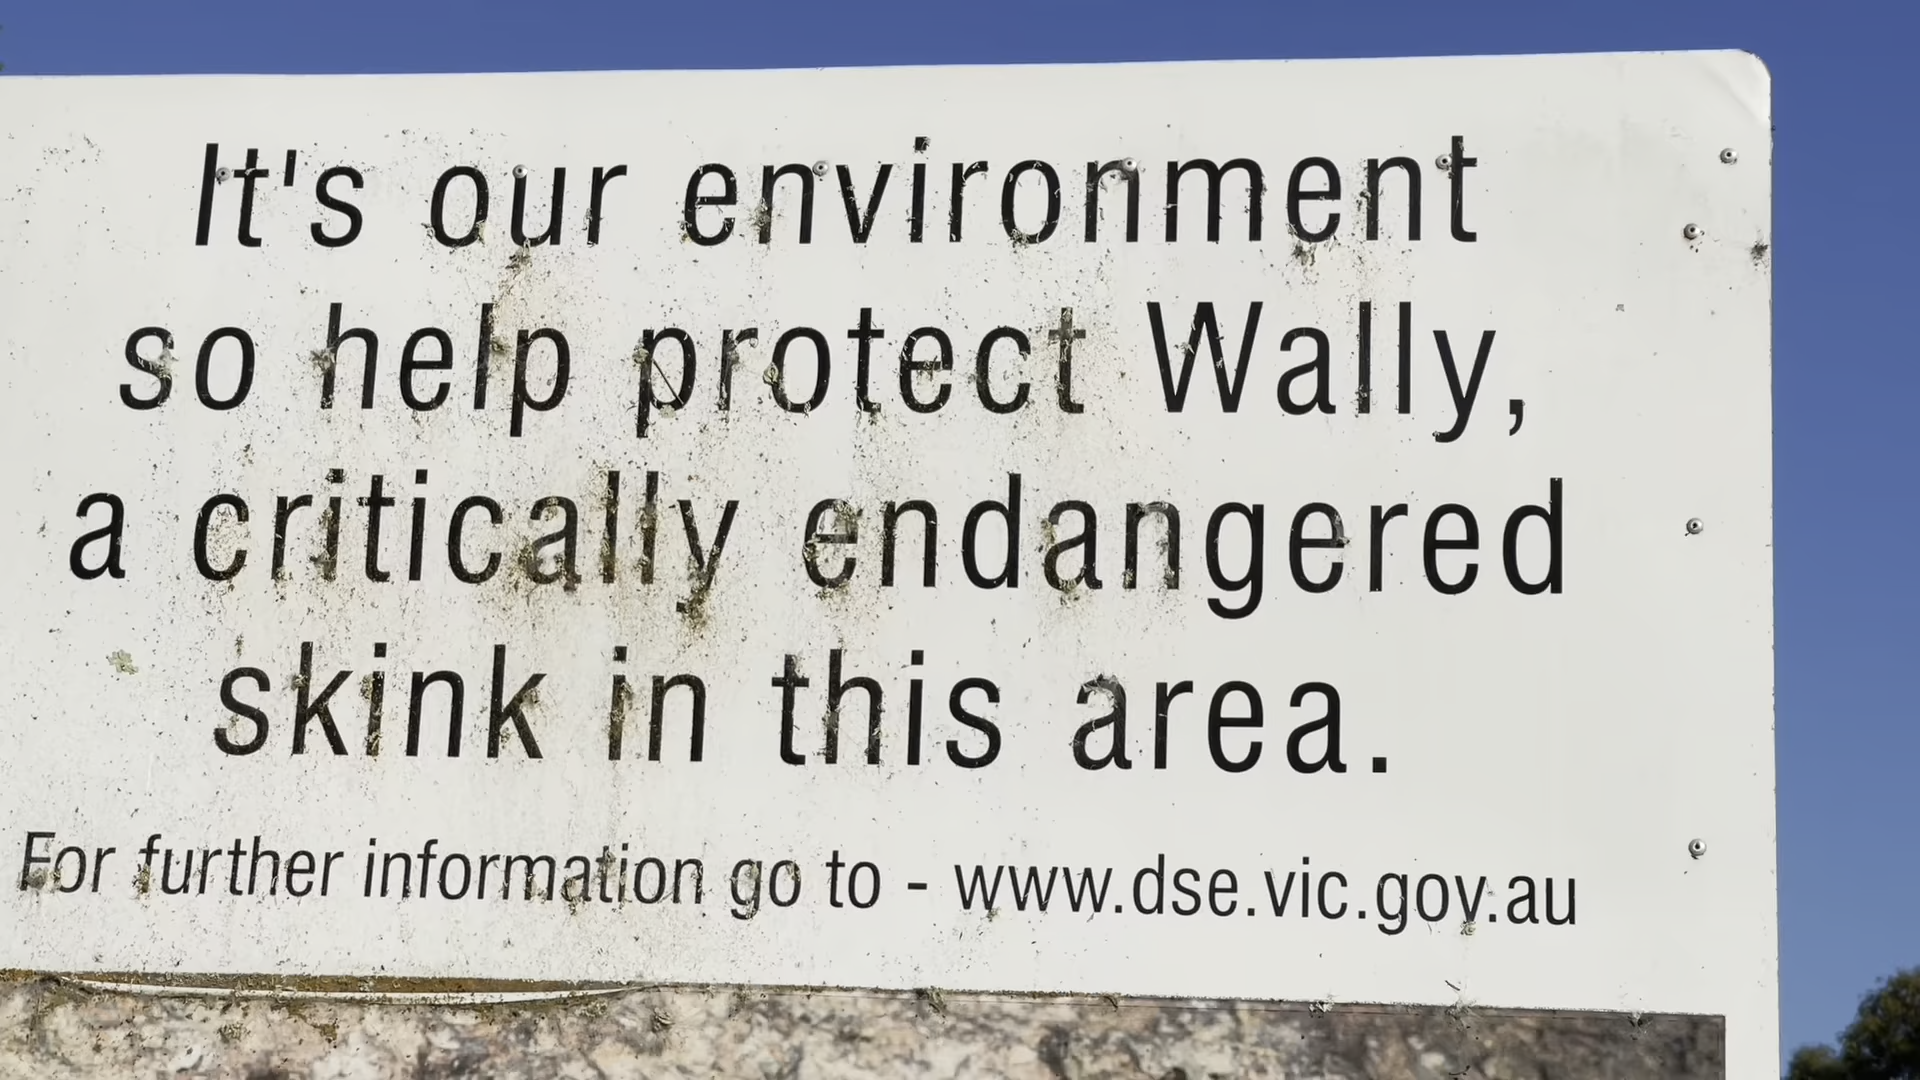 It's our environment
so help protect Wally,
a critically endangered
skink in this area.
For further information go to - www.dse.vic.gov.au